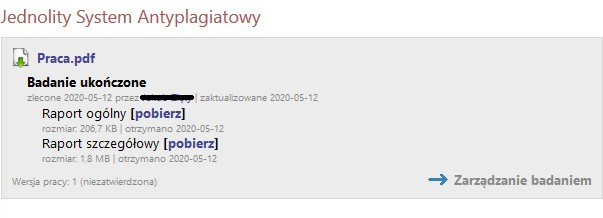 Jednolity System Antyplagiatowy
Praca.pdf
Badanie ukończone
zlecone 2020-05-12 przez | zaktualizowane 2020-05-12
Raport ogólny [pobierz]
rozmiar: 206,7 KB | otrzymano 2020-05-12
Raport szczegółowy [pobierz]
rozmiar: 1,8 MB | otrzymano 2020-05-12
Wersja pracy: 1 (niezatwierdzona)
Zarządzanie badaniem